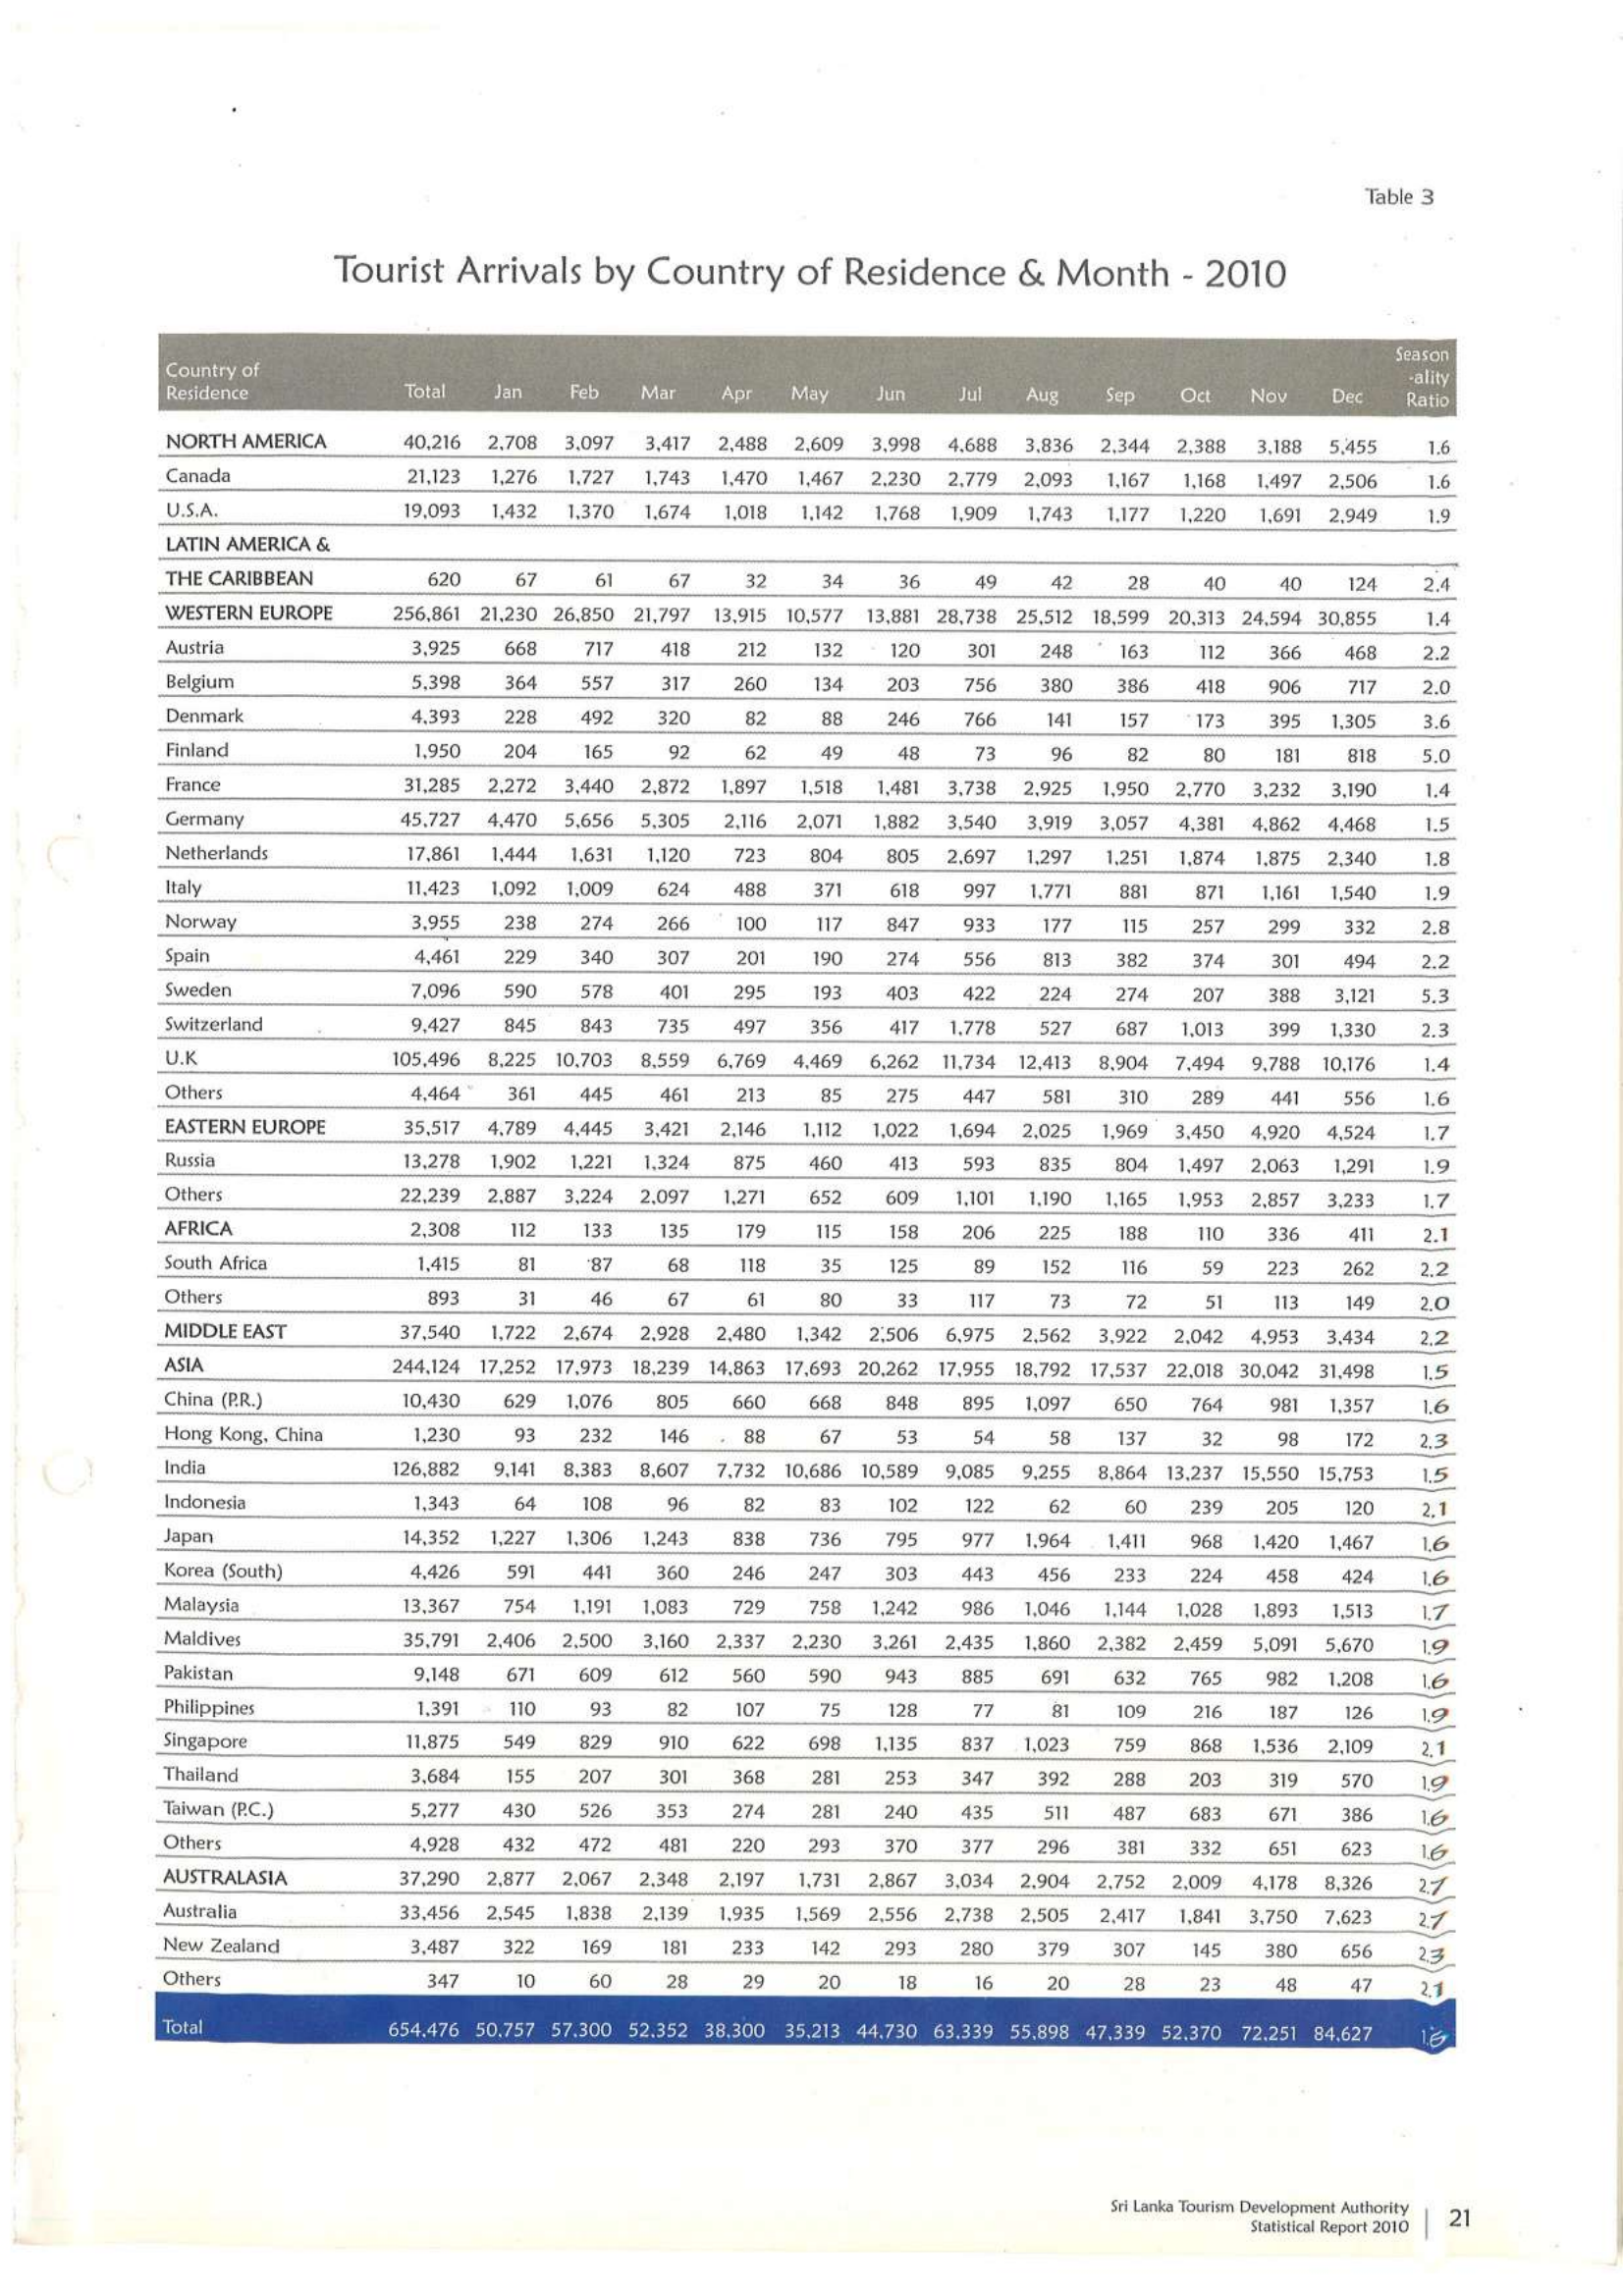 Table 3
Tourist Arrivals by Country of Residence & Month - 2010
Country of Residence Total Jan Feb Mar Apr May Jun Jul Aug Sep Oct Nov Dec Season-ality Ratio
NORTH AMERICA 40,216 2,708 3,097 3,417 2,488 2,609 3,998 4,688 3,836 2,344 2,388 3,188 5,455 1.6
Canada 21,123 1,276 1,727 1,743 1,470 1,467 2,230 2,779 2,093 1,167 1,168 1,497 2,506 1.6
U.S.A. 19,093 1,432 1,370 1,674 1,018 1,142 1,768 1,909 1,743 1,177 1,220 1,691 2,949 1.9
LATIN AMERICA &
THE CARIBBEAN 620 67 61 67 32 34 36 49 42 28 40 40 124 2.4
WESTERN EUROPE 256,861 21,230 26,850 21,797 13,915 10,577 13,881 28,738 25,512 18,599 20,313 24,594 30,855 1.4
Austria 3,925 668 717 418 212 132 120 301 248 163 112 366 468 2.2
Belgium 5,398 364 557 317 260 134 203 756 380 386 418 906 717 2.0
Denmark 4,393 228 492 320 82 88 246 766 141 157 173 395 1,305 3.6
Finland 1,950 204 165 92 62 49 48 73 96 82 80 181 818 5.0
France 31,285 2,272 3,440 2,872 1,897 1,518 1,481 3,738 2,925 1,950 2,770 3,232 3,190 1.4
Germany 45,727 4,470 5,656 5,305 2,116 2,071 1,882 3,540 3,919 3,057 4,381 4,862 4,468 1.5
Netherlands 17,861 1,444 1,631 1,120 723 804 805 2,697 1,297 1,251 1,874 1,875 2,340 1.8
Italy 11,423 1,092 1,009 624 488 371 618 997 1,771 881 871 1,161 1,540 1.9
Norway 3,955 238 274 266 100 117 847 933 177 115 257 299 332 2.8
Spain 4,461 229 340 307 201 190 274 556 813 382 374 301 494 2.2
Sweden 7,096 590 578 401 295 193 403 422 224 274 207 388 3,121 5.3
Switzerland 9,427 845 843 735 497 356 417 1,778 527 687 1,013 399 1,330 2.3
U.K 105,496 8,225 10,703 8,559 6,769 4,469 6,262 11,734 12,413 8,904 7,494 9,788 10,176 1.4
Others 4,464 361 445 461 213 85 275 447 581 310 289 441 556 1.6
EASTERN EUROPE 35,517 4,789 4,445 3,421 2,146 1,112 1,022 1,694 2,025 1,969 3,450 4,920 4,524 1.7
Russia 13,278 1,902 1,221 1,324 875 460 413 593 835 804 1,497 2,063 1,291 1.9
Others 22,239 2,887 3,224 2,097 1,271 652 609 1,101 1,190 1,165 1,953 2,857 3,233 1.7
AFRICA 2,308 112 133 135 179 115 158 206 225 188 110 336 411 2.1
South Africa 1,415 81 87 68 118 35 125 89 152 116 59 223 262 2.2
Others 893 31 46 67 61 80 33 117 73 72 51 113 149 2.0
MIDDLE EAST 37,540 1,722 2,674 2,928 2,480 1,342 2,506 6,975 2,562 3,922 2,042 4,953 3,434 2.2
ASIA 244,124 17,252 17,973 18,239 14,863 17,693 20,262 17,955 18,792 17,537 22,018 30,042 31,498 1.5
China (P.R.) 10,430 629 1,076 805 660 668 848 895 1,097 650 764 981 1,357 1.6
Hong Kong, China 1,230 93 232 146 88 67 53 54 58 137 32 98 172 2.3
India 126,882 9,141 8,383 8,607 7,732 10,686 10,589 9,085 9,255 8,864 13,237 15,550 15,753 1.5
Indonesia 1,343 64 108 96 82 83 102 122 62 60 239 205 120 2.1
Japan 14,352 1,227 1,306 1,243 838 736 795 977 1,964 1,411 968 1,420 1,467 1.6
Korea (South) 4,426 591 441 360 246 247 303 443 456 233 224 458 424 1.6
Malaysia 13,367 754 1,191 1,083 729 758 1,242 986 1,046 1,144 1,028 1,893 1,513 1.7
Maldives 35,791 2,406 2,500 3,160 2,337 2,230 3,261 2,435 1,860 2,382 2,459 5,091 5,670 1.9
Pakistan 9,148 671 609 612 560 590 943 885 691 632 765 982 1,208 1.6
Philippines 1,391 110 93 82 107 75 128 77 81 109 216 187 126 1.9
Singapore 11,875 549 829 910 622 698 1,135 837 1,023 759 868 1,536 2,109 2.1
Thailand 3,684 155 207 301 368 281 253 347 392 288 203 319 570 1.9
Taiwan (P.C.) 5,277 430 526 353 274 281 240 435 511 487 683 671 386 1.6
Others 4,928 432 472 481 220 293 370 377 296 381 332 651 623 1.6
AUSTRALASIA 37,290 2,877 2,067 2,348 2,197 1,731 2,867 3,034 2,904 2,752 2,009 4,178 8,326 2.7
Australia 33,456 2,545 1,838 2,139 1,935 1,569 2,556 2,738 2,505 2,417 1,841 3,750 7,623 2.7
New Zealand 3,487 322 169 181 233 142 293 280 379 307 145 380 656 2.3
Others 347 10 60 28 29 20 18 16 20 28 23 48 47 2.1
Total 654,476 50,757 57,300 52,352 38,300 35,213 44,730 63,339 55,898 47,339 52,370 72,251 84,627 1.6
Sri Lanka Tourism Development Authority
Statistical Report 2010 | 21